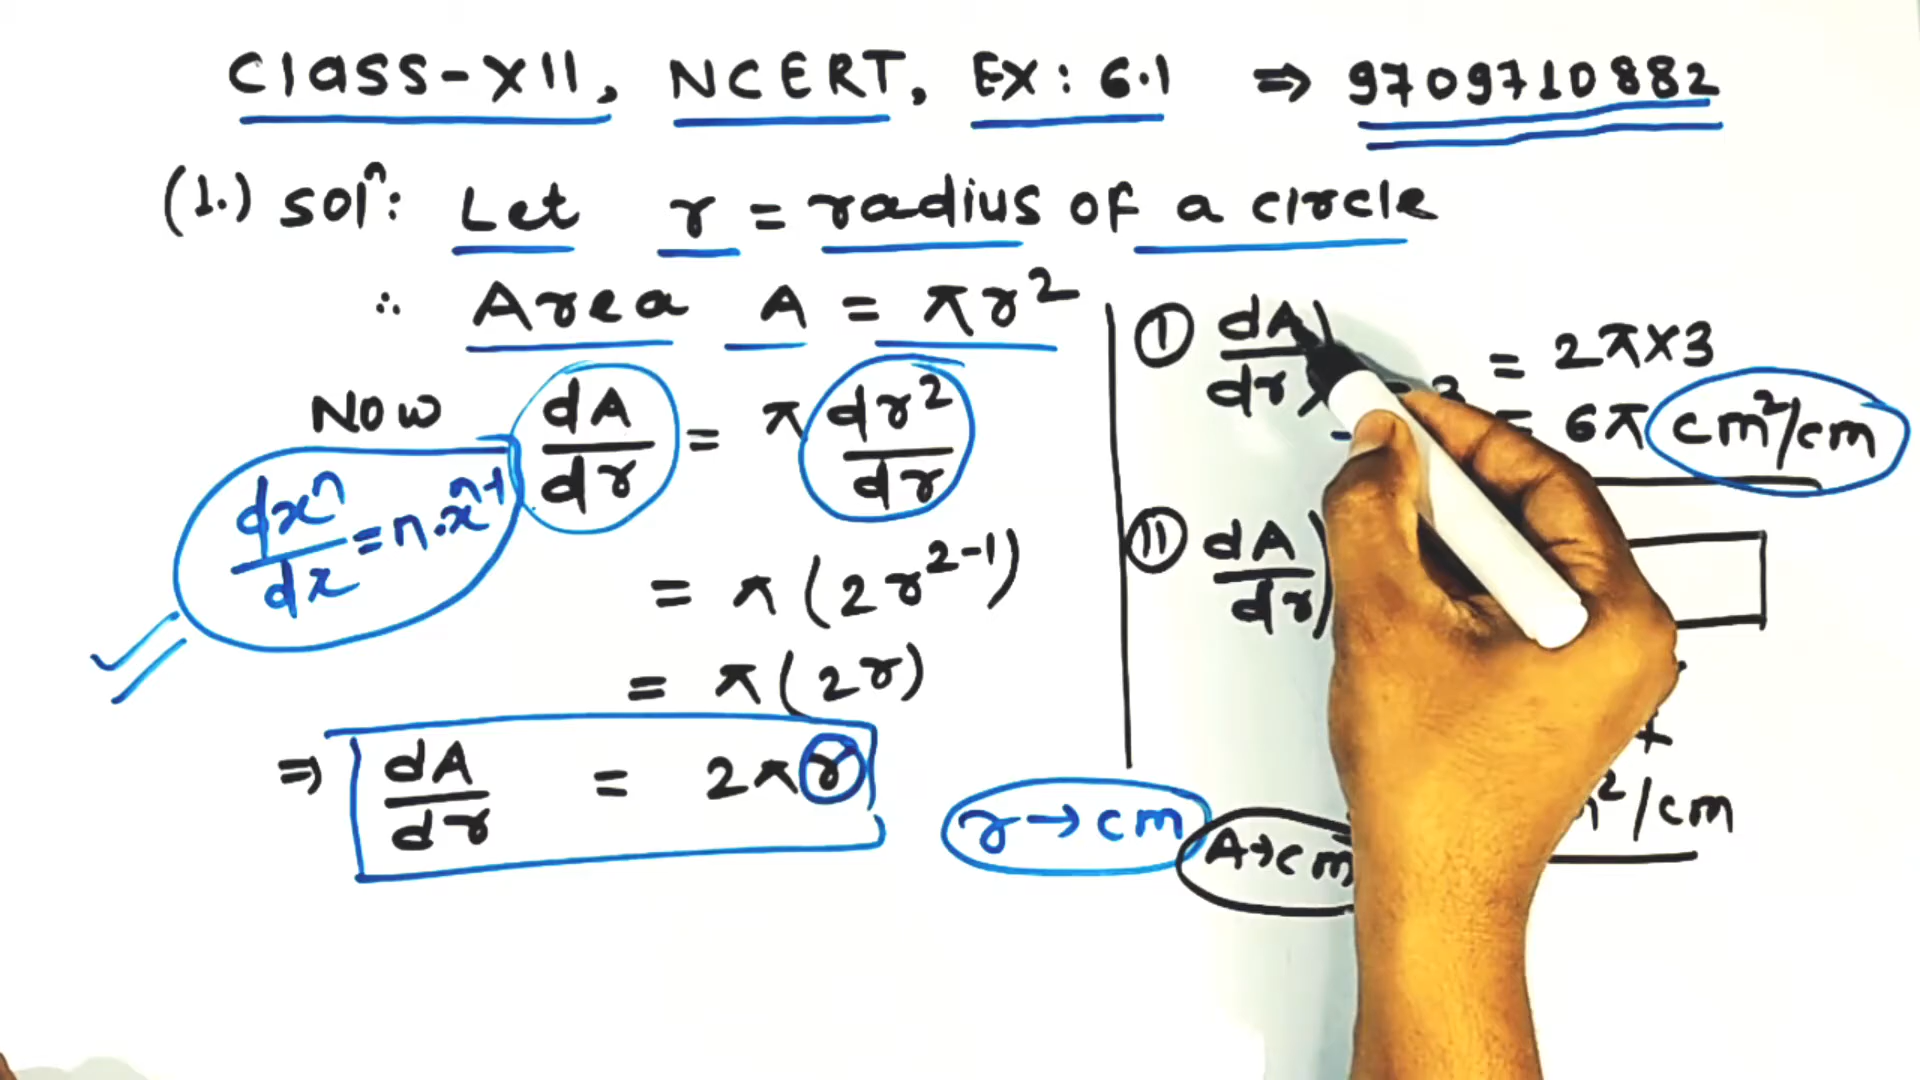 Class-XII, NCERT, EX: 6.1 ⇒ 9709710882
(1.) Solⁿ: Let r = radius of a circle
∴ Area A = πr²
Now dA/dr = π dr²/dr
dxⁿ/dx = n·xⁿ⁻¹
= π(2r²⁻¹)
= π(2r)
⇒ dA/dr = 2πr
r→cm
A→cm
(I) dA/dr) = 2π×3
= 6π cm²/cm
(II) dA/dr)
²/cm